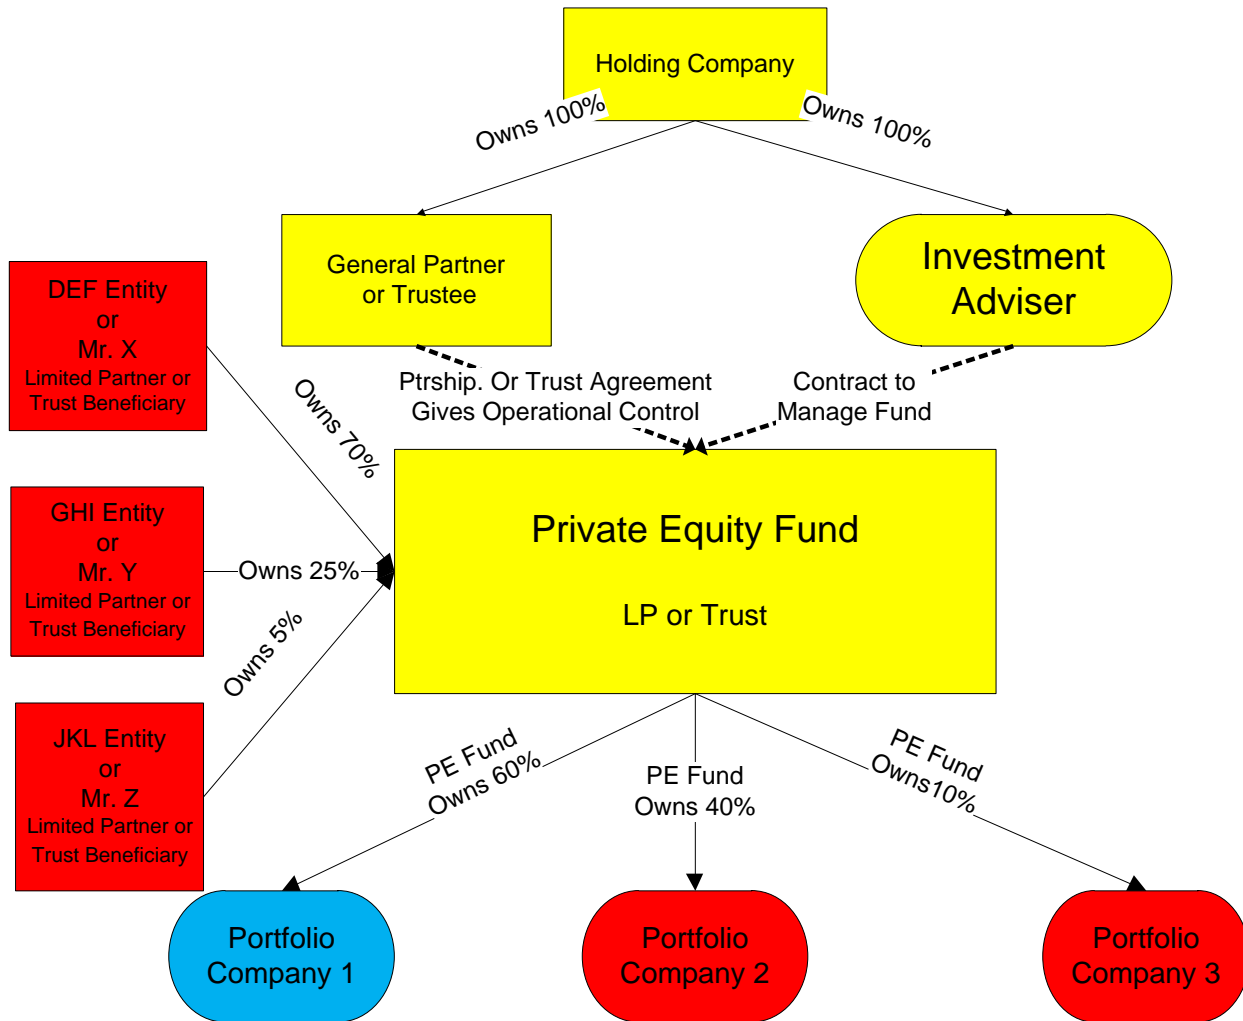 Holding Company
Owns 100%
Owns 100%
General Partner
or Trustee
Investment
Adviser
DEF Entity
or
Mr. X
Limited Partner or
Trust Beneficiary
Owns 70%
Ptrship. Or Trust Agreement
Gives Operational Control
Contract to
Manage Fund
GHI Entity
or
Mr. Y
Limited Partner or
Trust Beneficiary
Owns 25%
Private Equity Fund
LP or Trust
JKL Entity
or
Mr. Z
Limited Partner or
Trust Beneficiary
Owns 5%
PE Fund
Owns 60%
PE Fund
Owns 40%
PE Fund
Owns10%
Portfolio
Company 1
Portfolio
Company 2
Portfolio
Company 3